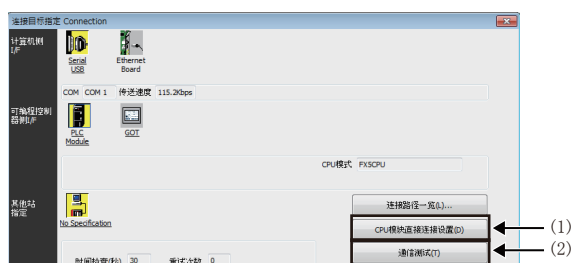 连接目标指定 Connection
计算机侧
I/F
Serial
USB
Ethernet
Board
COM COM 1 传送速度 115.2Kbps
可编程控制
器侧I/F
PLC
Module
GOT
CPU模式 FX5CPU
其他站
指定
No Specification
连接路径一览(L)...
CPU模块直接连接设置(D) (1)
通信测试(T) (2)
时间检查(秒) 30 重试次数 0